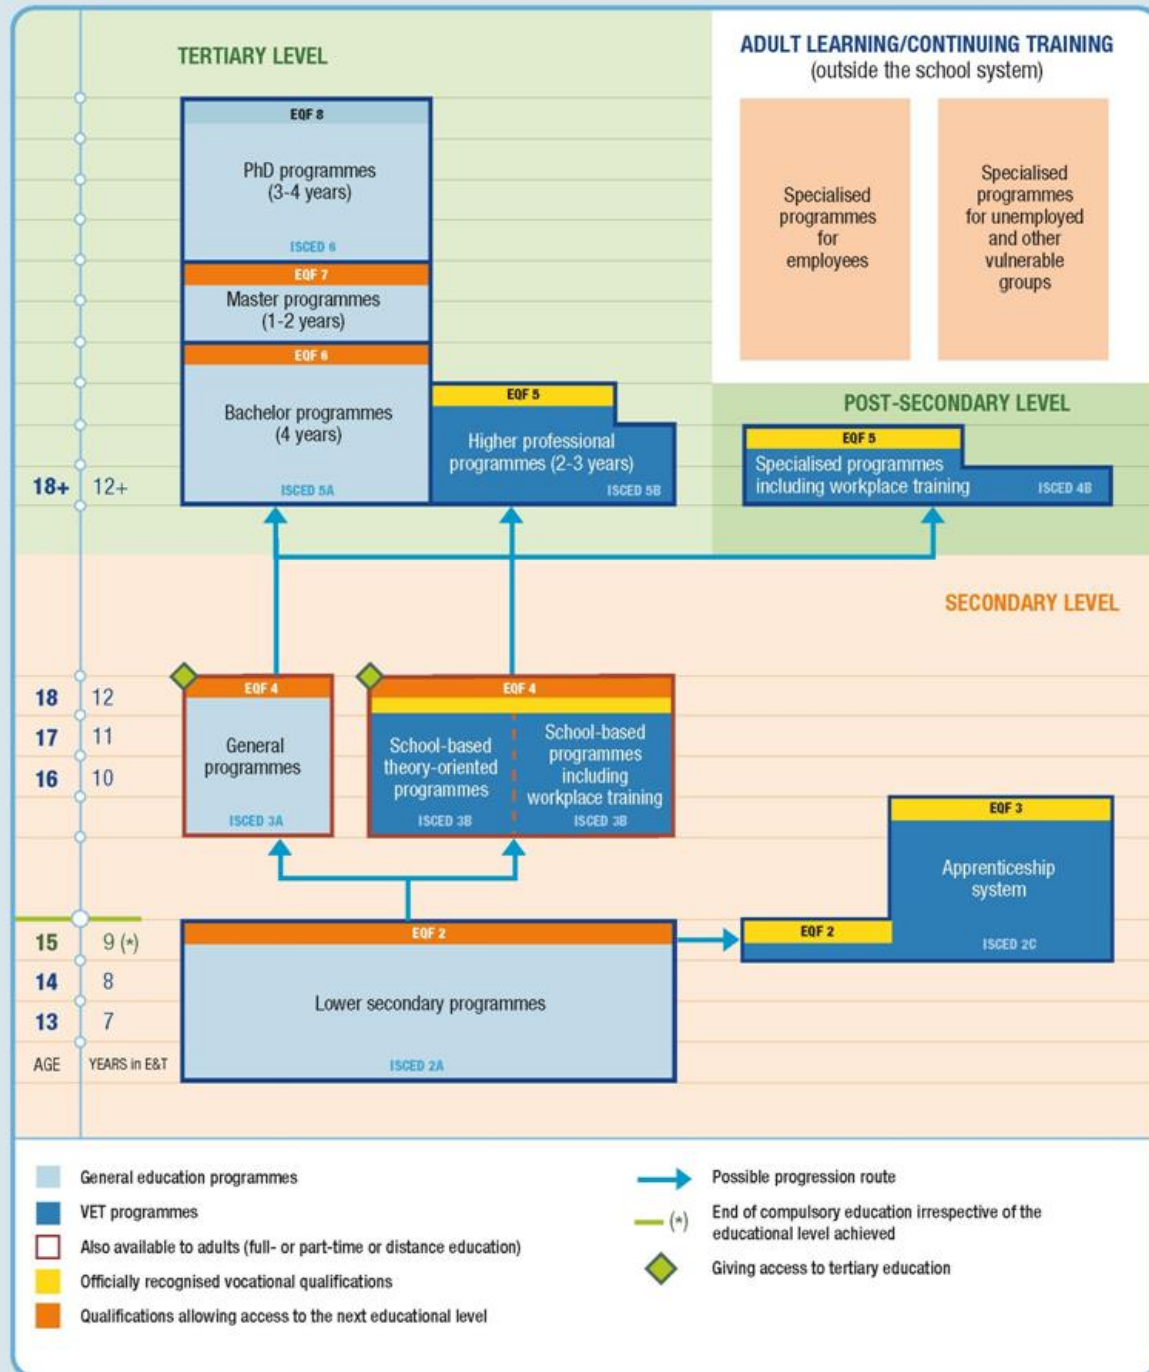 TERTIARY LEVEL
ADULT LEARNING/CONTINUING TRAINING
(outside the school system)
EQF 8
PhD programmes
(3-4 years)
ISCED 6
EQF 7
Master programmes
(1-2 years)
EQF 6
Bachelor programmes
(4 years)
ISCED 5A
EQF 5
Higher professional
programmes (2-3 years)
ISCED 5B
Specialised
programmes
for
employees
Specialised
programmes
for unemployed
and other
vulnerable
groups
POST-SECONDARY LEVEL
EQF 5
Specialised programmes
including workplace training
ISCED 4B
18+ 12+
SECONDARY LEVEL
18 12
17 11
16 10
EQF 4
General
programmes
ISCED 3A
EQF 4
School-based
theory-oriented
programmes
ISCED 3B
School-based
programmes
including
workplace training
ISCED 3B
EQF 3
Apprenticeship
system
ISCED 2C
EQF 2
15 9 (*)
14 8
13 7
AGE YEARS in E&T
EQF 2
Lower secondary programmes
ISCED 2A
General education programmes
VET programmes
Also available to adults (full- or part-time or distance education)
Officially recognised vocational qualifications
Qualifications allowing access to the next educational level
Possible progression route
(*) End of compulsory education irrespective of the
educational level achieved
Giving access to tertiary education